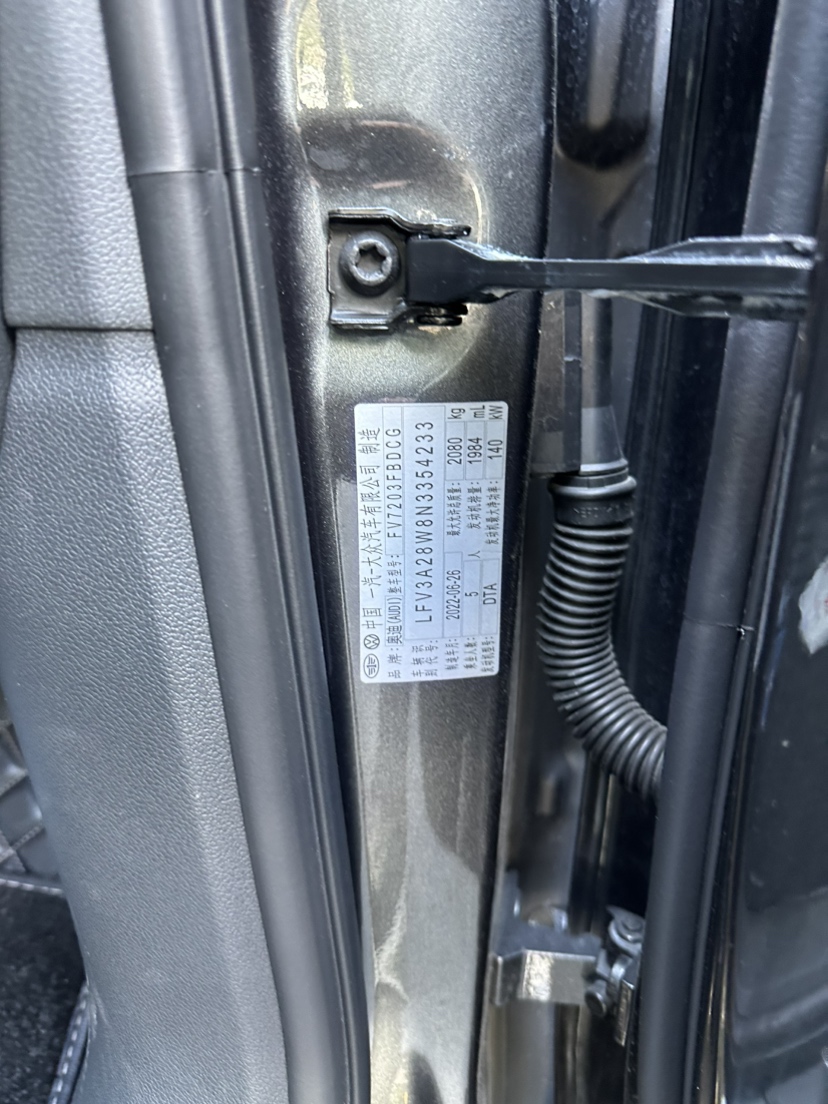 中国 一汽-大众汽车有限公司 制造
品 牌：奥迪(AUDI) 整车型号：FV7203FBDCG
车辆识别代号：LFV3A28W8N3354233
制造年月：2022-06-26 最大允许总质量：2080 kg
乘坐人数：5 人 发动机排量：1984 mL
发动机型号：DTA 发动机最大净功率：140 kW